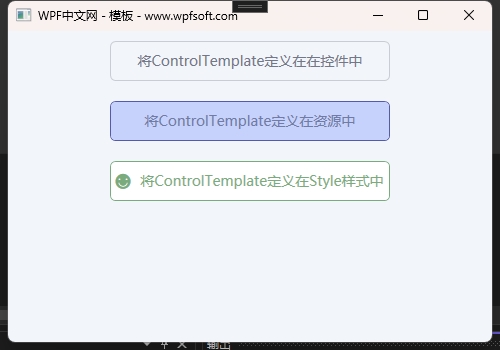 WPF中文网 - 模板 - www.wpfsoft.com
将ControlTemplate定义在在控件中
将ControlTemplate定义在资源中
将ControlTemplate定义在Style样式中
输出